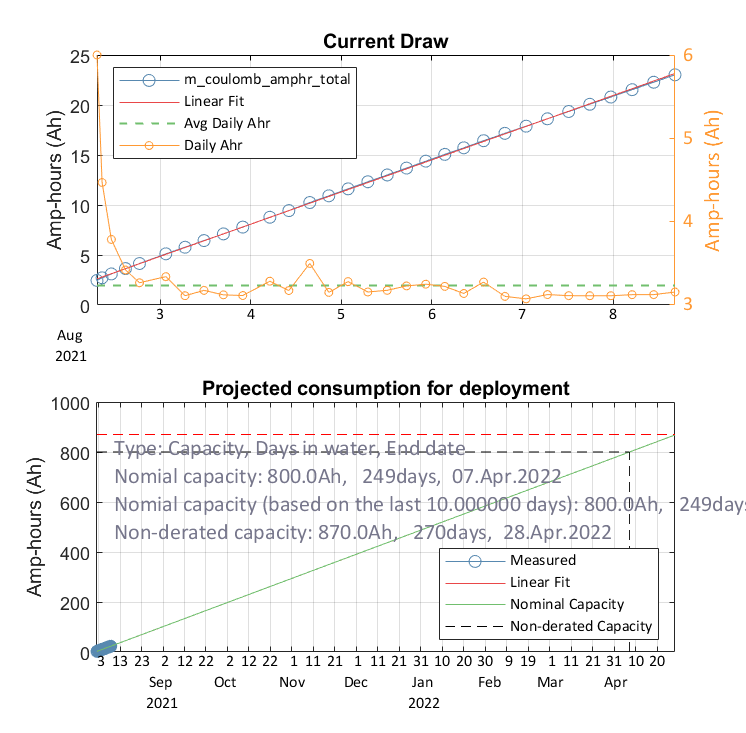 Current Draw
25
20
15
10
5
0
Amp-hours (Ah)
m_coulomb_amphr_total
Linear Fit
Avg Daily Ahr
Daily Ahr
6
5
4
3
Amp-hours (Ah)
3 4 5 6 7 8
Aug
2021
Projected consumption for deployment
1000
800
600
400
200
0
Amp-hours (Ah)
Type: Capacity, Days in water, End date
Nomial capacity: 800.0Ah, 249days, 07.Apr.2022
Nomial capacity (based on the last 10.000000 days): 800.0Ah, 249days
Non-derated capacity: 870.0Ah, 270days, 28.Apr.2022
Measured
Linear Fit
Nominal Capacity
Non-derated Capacity
3 13 23 2 12 22 2 12 22 1 11 21 1 11 21 31 10 20 30 9 19 1 11 21 31 10 20
Sep Oct Nov Dec Jan Feb Mar Apr
2021 2022